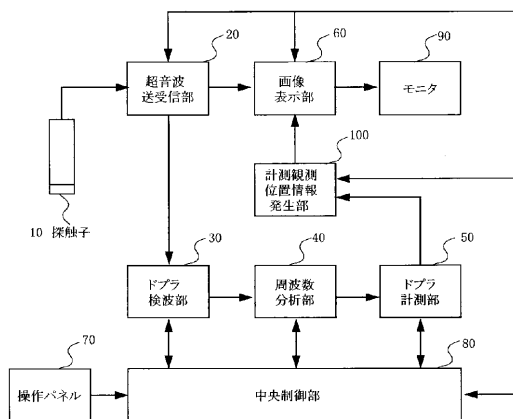 20
60
90
超音波
送受信部
画像
表示部
モニタ
100
計測観測
位置情報
発生部
10 探触子
30
40
50
ドプラ
検波部
周波数
分析部
ドプラ
計測部
70
80
操作パネル
中央制御部